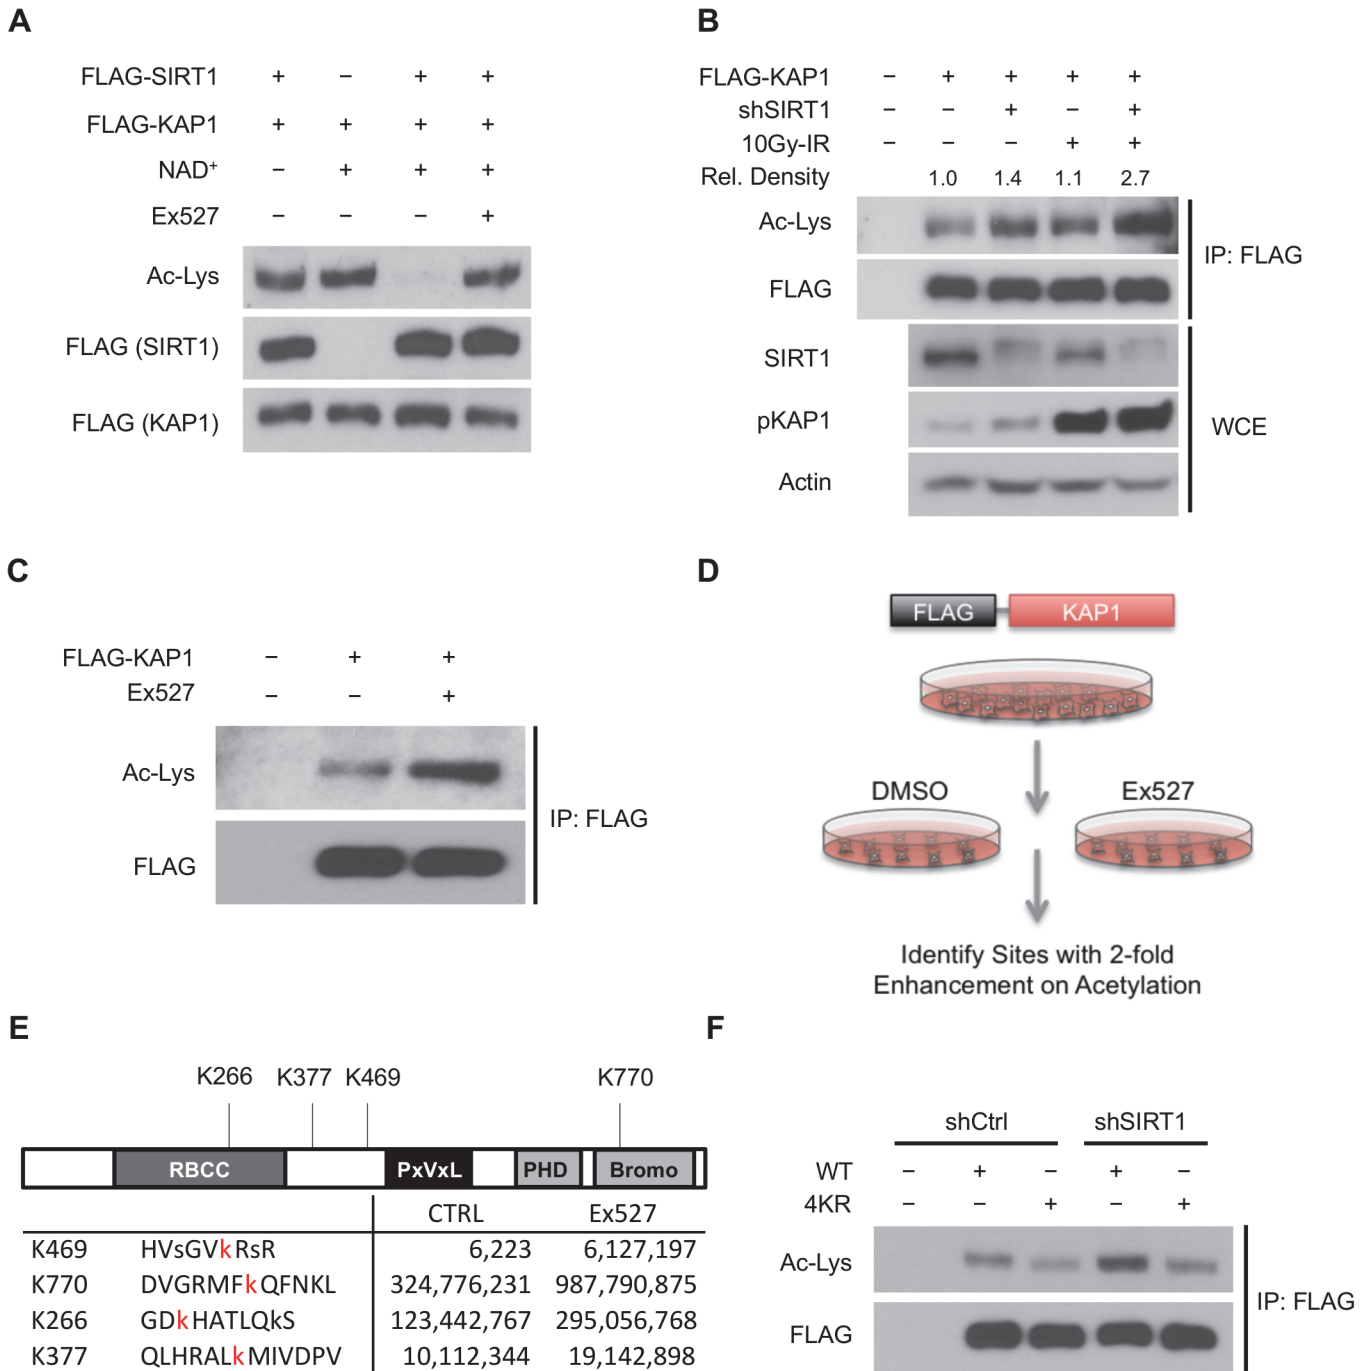 A
FLAG-SIRT1 + – + +
FLAG-KAP1 + + + +
NAD+ – + + +
Ex527 – – – +
Ac-Lys
FLAG (SIRT1)
FLAG (KAP1)
B
FLAG-KAP1 – + + + +
shSIRT1 – – + – +
10Gy-IR – – – + +
Rel. Density 1.0 1.4 1.1 2.7
Ac-Lys
FLAG
IP: FLAG
SIRT1
pKAP1
Actin
WCE
C
FLAG-KAP1 – + +
Ex527 – – +
Ac-Lys
FLAG
IP: FLAG
D
FLAG KAP1
DMSO Ex527
Identify Sites with 2-fold
Enhancement on Acetylation
E
K266 K377 K469 K770
RBCC PxVxL PHD Bromo
CTRL Ex527
K469 HVsGVkRsR 6,223 6,127,197
K770 DVGRMFkQFNKL 324,776,231 987,790,875
K266 GDkHATLQkS 123,442,767 295,056,768
K377 QLHRALkMIVDPV 10,112,344 19,142,898
F
shCtrl shSIRT1
WT – + – + –
4KR – – + – +
Ac-Lys
FLAG
IP: FLAG